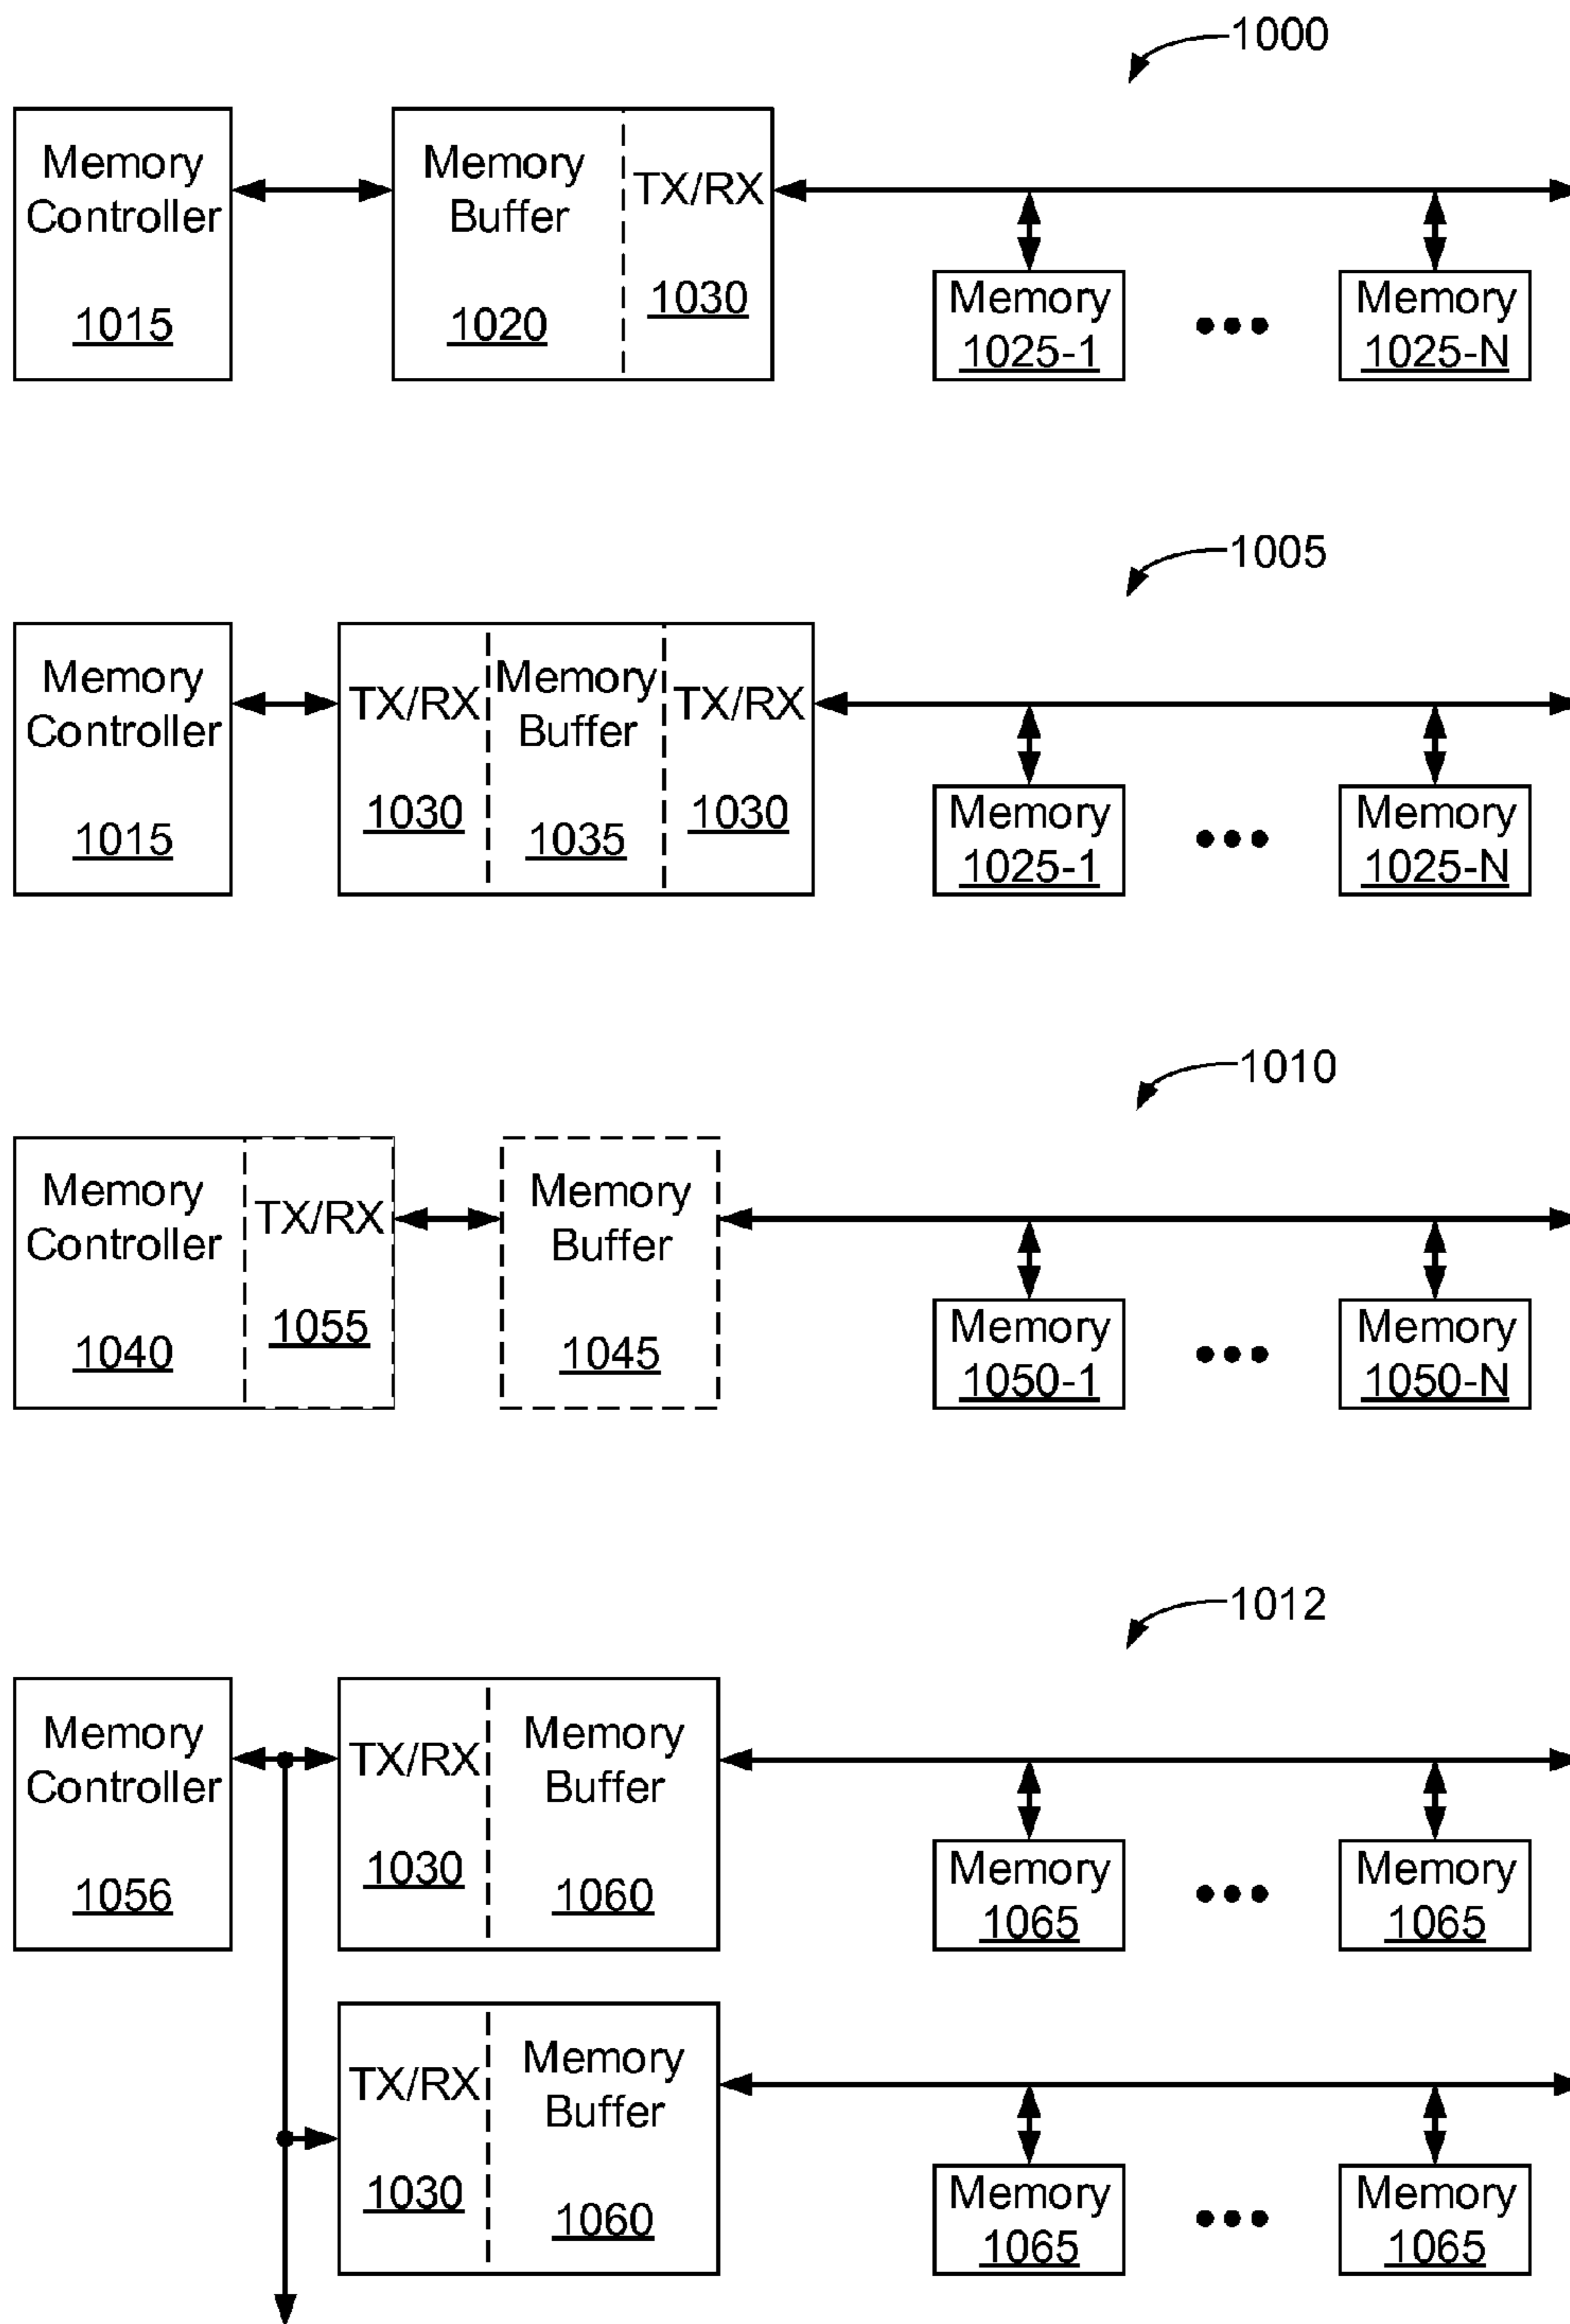 1000
Memory
Controller
1015
Memory
Buffer
1020
TX/RX
1030
Memory
1025-1
Memory
1025-N
1005
Memory
Controller
1015
TX/RX
1030
Memory
Buffer
1035
TX/RX
1030
Memory
1025-1
Memory
1025-N
1010
Memory
Controller
1040
TX/RX
1055
Memory
Buffer
1045
Memory
1050-1
Memory
1050-N
1012
Memory
Controller
1056
TX/RX
1030
Memory
Buffer
1060
Memory
1065
Memory
1065
TX/RX
1030
Memory
Buffer
1060
Memory
1065
Memory
1065